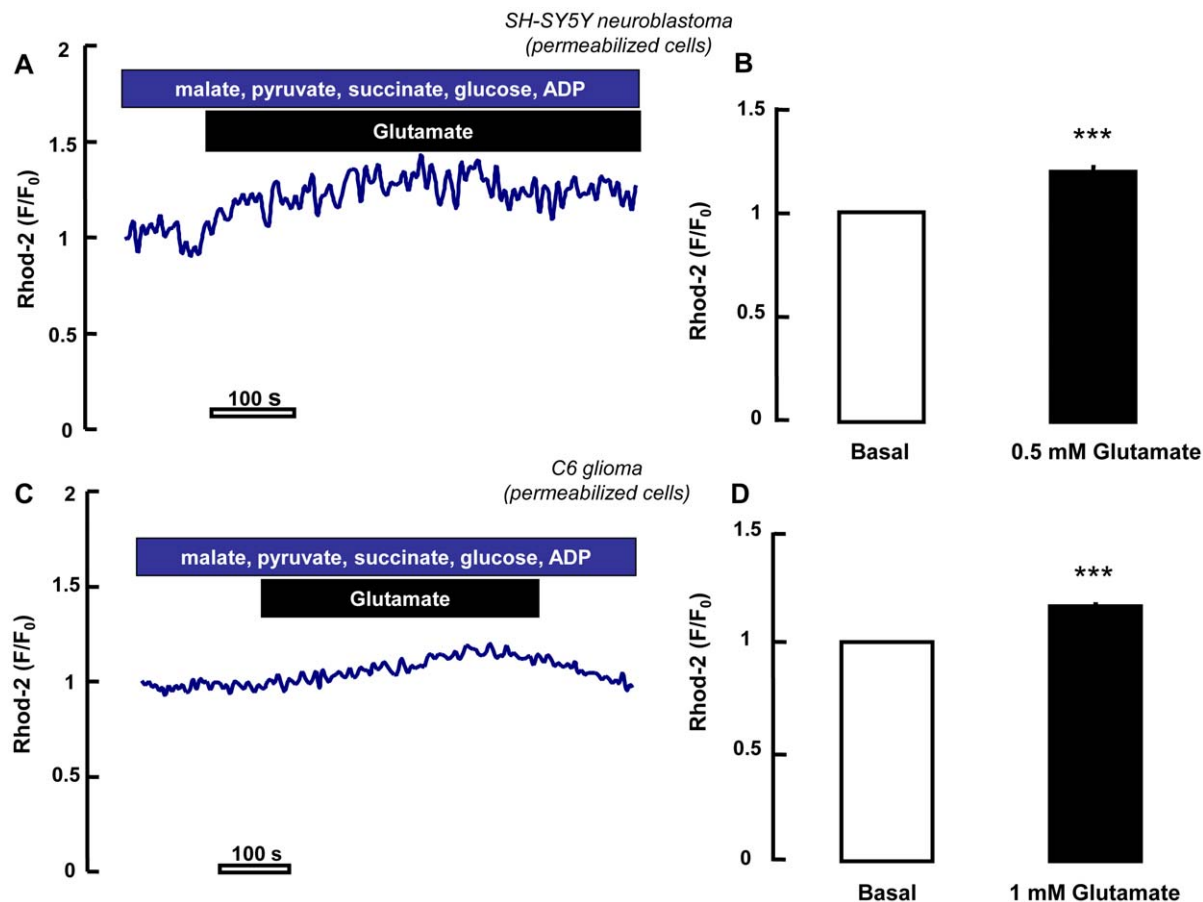 SH-SY5Y neuroblastoma
(permeabilized cells)
A
2
1.5
1
0.5
0
Rhod-2 (F/F0)
malate, pyruvate, succinate, glucose, ADP
Glutamate
100 s
B
1.5
1
0.5
0
Rhod-2 (F/F0)
***
Basal
0.5 mM Glutamate
C6 glioma
(permeabilized cells)
C
2
1.5
1
0.5
0
Rhod-2 (F/F0)
malate, pyruvate, succinate, glucose, ADP
Glutamate
100 s
D
1.5
1
0.5
0
Rhod-2 (F/F0)
***
Basal
1 mM Glutamate